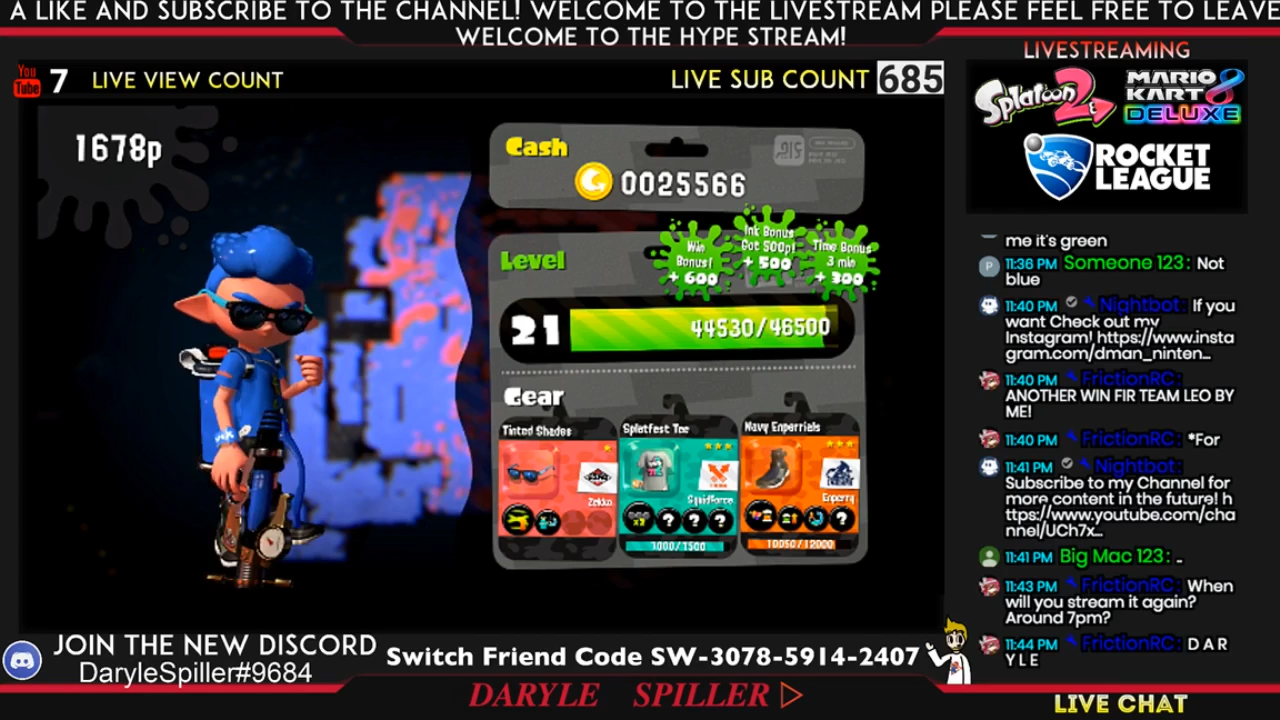 A LIKE AND SUBSCRIBE TO THE CHANNEL! WELCOME TO THE LIVESTREAM PLEASE FEEL FREE TO LEAVE
WELCOME TO THE HYPE STREAM!
You Tube 7 LIVE VIEW COUNT
LIVE SUB COUNT 685
LIVESTREAMING
Splatoon 2
MARIO KART 8 DELUXE
ROCKET LEAGUE
1678p
Cash
0025566
Level
Win Bonus! +600
Ink Bonus Got 500p! +500
Time Bonus 3 min +300
21
44530/46500
Gear
Tinted Shades
Splatfest Tee
Navy Enperrials
Zekko
SquidForce
Enperry
1000/1500
10050/12000
me it's green
11:36 PM Someone 123: Not
blue
11:40 PM Nightbot: If you
want Check out my
Instagram! https://www.insta
gram.com/dman_ninten...
11:40 PM FrictionRC:
ANOTHER WIN FIR TEAM LEO BY
ME!
11:40 PM FrictionRC: *For
11:41 PM Nightbot:
Subscribe to my Channel for
more content in the future! h
ttps://www.youtube.com/cha
nnel/UCh7x...
11:41 PM Big Mac 123: ..
11:43 PM FrictionRC: When
will you stream it again?
Around 7pm?
11:44 PM FrictionRC: D A R
Y L E
LIVE CHAT
JOIN THE NEW DISCORD
DaryleSpiller#9684
Switch Friend Code SW-3078-5914-2407
DARYLE SPILLER